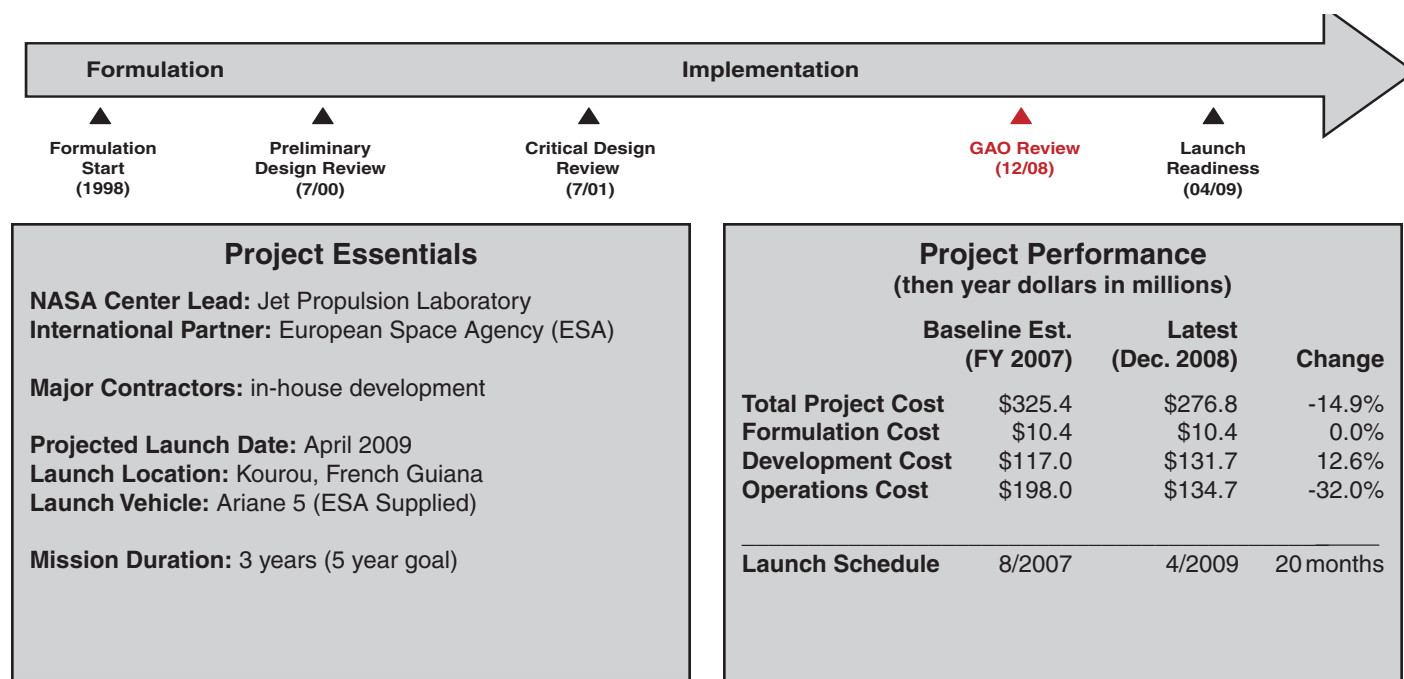 Formulation Implementation
Formulation
Start
(1998)
Preliminary
Design Review
(7/00)
Critical Design
Review
(7/01)
GAO Review
(12/08)
Launch
Readiness
(04/09)
Project Essentials
NASA Center Lead: Jet Propulsion Laboratory
International Partner: European Space Agency (ESA)
Major Contractors: in-house development
Projected Launch Date: April 2009
Launch Location: Kourou, French Guiana
Launch Vehicle: Ariane 5 (ESA Supplied)
Mission Duration: 3 years (5 year goal)
Project Performance
(then year dollars in millions)
Baseline Est. Latest
(FY 2007) (Dec. 2008) Change
Total Project Cost $325.4 $276.8 -14.9%
Formulation Cost $10.4 $10.4 0.0%
Development Cost $117.0 $131.7 12.6%
Operations Cost $198.0 $134.7 -32.0%
Launch Schedule 8/2007 4/2009 20 months